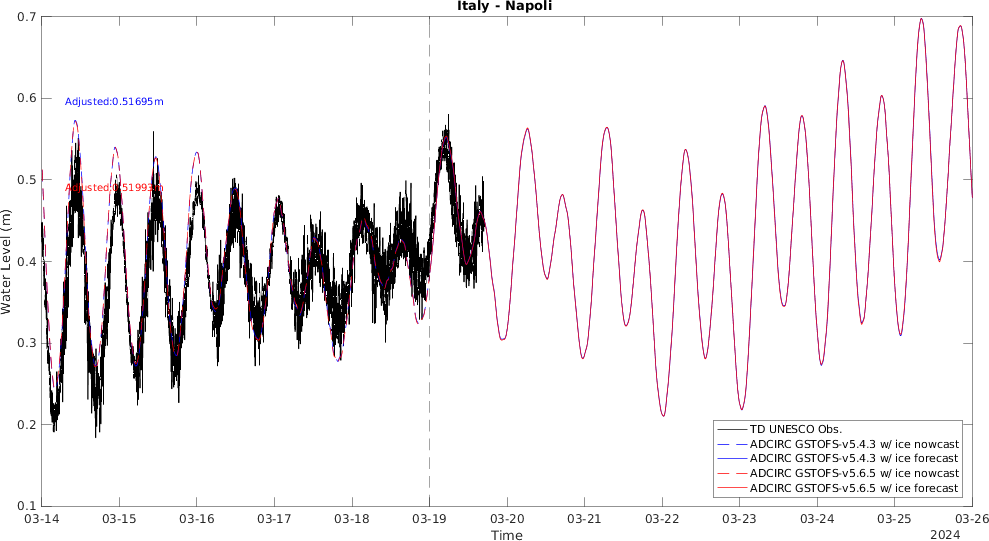 Italy - Napoli
0.7
0.6
0.5
0.4
0.3
0.2
0.1
Water Level (m)
Adjusted:0.51695m
Adjusted:0.51993m
TD UNESCO Obs.
ADCIRC GSTOFS-v5.4.3 w/ ice nowcast
ADCIRC GSTOFS-v5.4.3 w/ ice forecast
ADCIRC GSTOFS-v5.6.5 w/ ice nowcast
ADCIRC GSTOFS-v5.6.5 w/ ice forecast
03-14 03-15 03-16 03-17 03-18 03-19 03-20 03-21 03-22 03-23 03-24 03-25 03-26
Time
2024